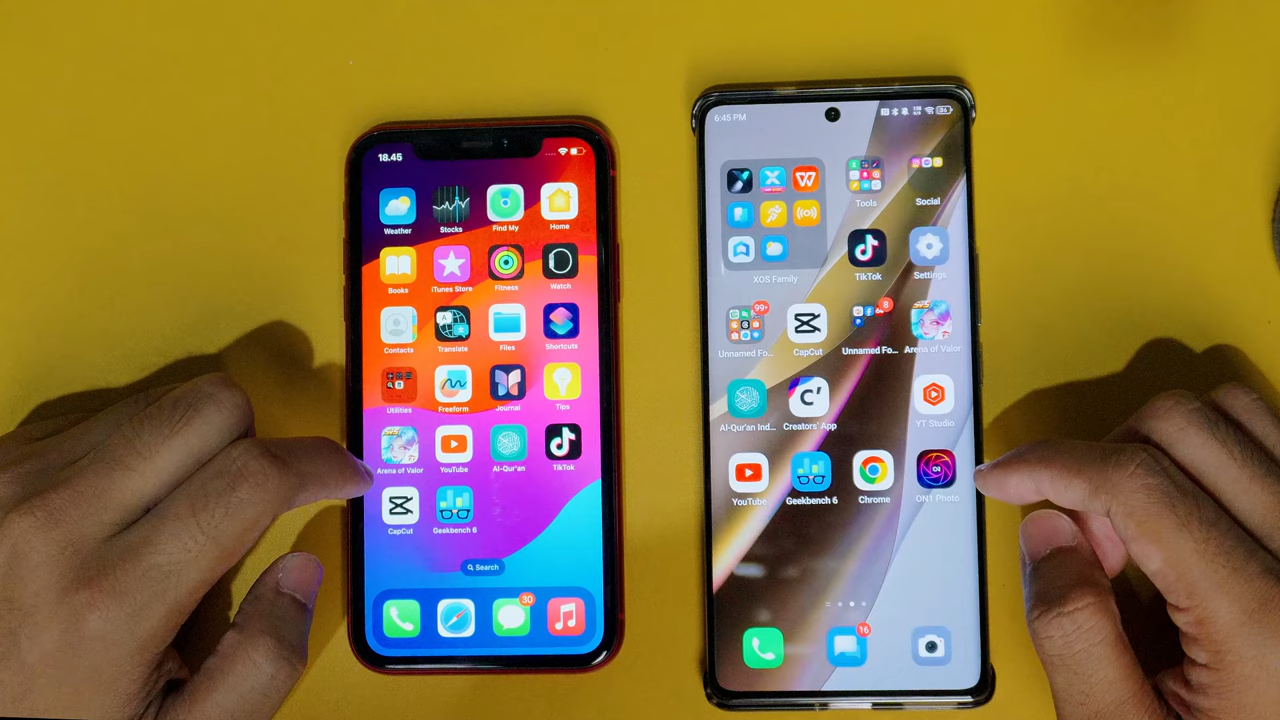 18.45
Weather
Stocks
Find My
Home
Books
iTunes Store
Fitness
Watch
Contacts
Translate
Files
Shortcuts
Utilities
Freeform
Journal
Tips
Arena of Valor
YouTube
Al-Qur'an
TikTok
CapCut
Geekbench 6
Search
30
6:45 PM
Tools
Social
XOS Family
TikTok
Settings
99+
8
Unnamed Fo...
CapCut
Unnamed Fo...
Arena of Valor
Al-Qur'an Ind...
Creators' App
YT Studio
YouTube
Geekbench 6
Chrome
ON1 Photo
16